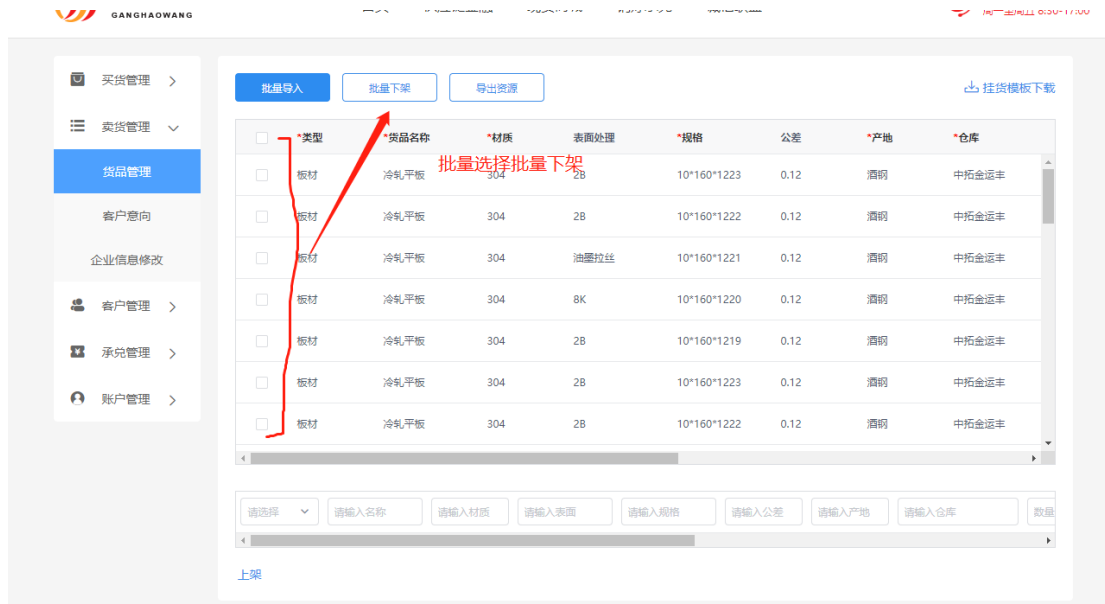 GANGHAOWANG
周一至周五 8:30-17:00
买货管理
卖货管理
货品管理
客户意向
企业信息修改
客户管理
承兑管理
账户管理
批量导入 批量下架 导出资源 挂货模板下载
*类型 *货品名称 *材质 表面处理 *规格 公差 *产地 *仓库
批量选择批量下架
板材 冷轧平板 304 2B 10*160*1223 0.12 酒钢 中拓金运丰
板材 冷轧平板 304 2B 10*160*1222 0.12 酒钢 中拓金运丰
板材 冷轧平板 304 油墨拉丝 10*160*1221 0.12 酒钢 中拓金运丰
板材 冷轧平板 304 8K 10*160*1220 0.12 酒钢 中拓金运丰
板材 冷轧平板 304 2B 10*160*1219 0.12 酒钢 中拓金运丰
板材 冷轧平板 304 2B 10*160*1223 0.12 酒钢 中拓金运丰
板材 冷轧平板 304 2B 10*160*1222 0.12 酒钢 中拓金运丰
请选择 请输入名称 请输入材质 请输入表面 请输入规格 请输入公差 请输入产地 请输入仓库 数量
上架